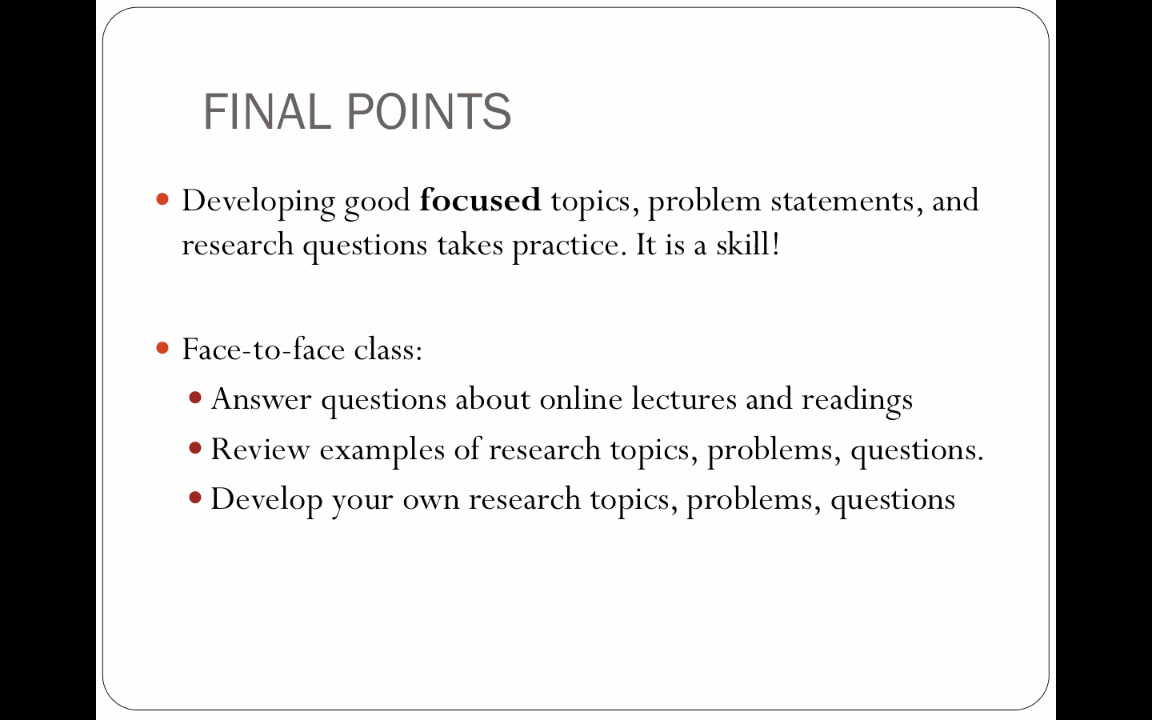 FINAL POINTS
Developing good focused topics, problem statements, and
research questions takes practice. It is a skill!
Face-to-face class:
Answer questions about online lectures and readings
Review examples of research topics, problems, questions.
Develop your own research topics, problems, questions